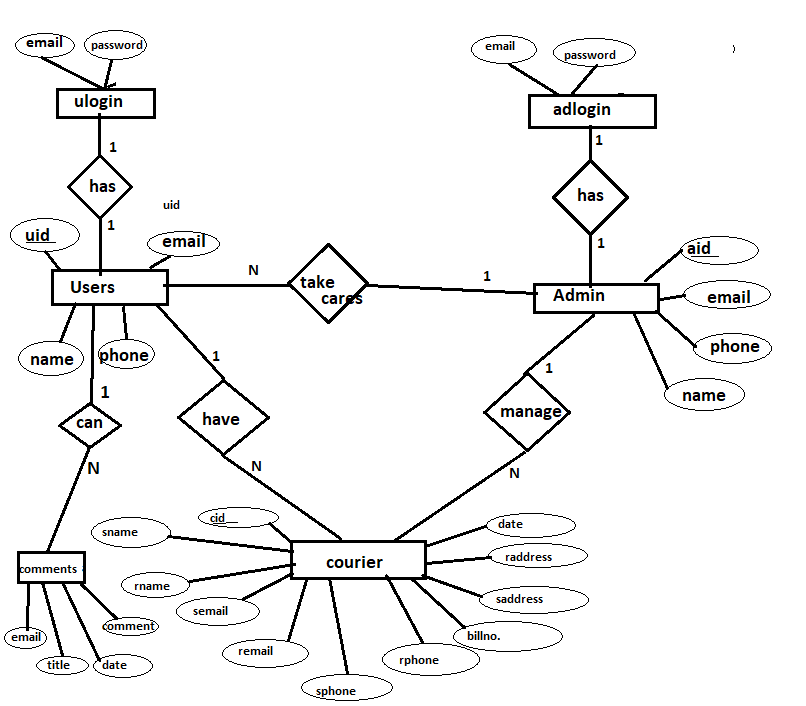 email
password
email
password
)
ulogin
adlogin
1
1
has
has
uid
1
1
uid
email
aid
Users
N
take
cares
1
Admin
email
name
phone
1
1
phone
name
1
can
have
manage
N
N
N
cid
sname
date
raddress
comments
courier
rname
semail
saddress
comment
email
billno.
title
date
remail
rphone
sphone